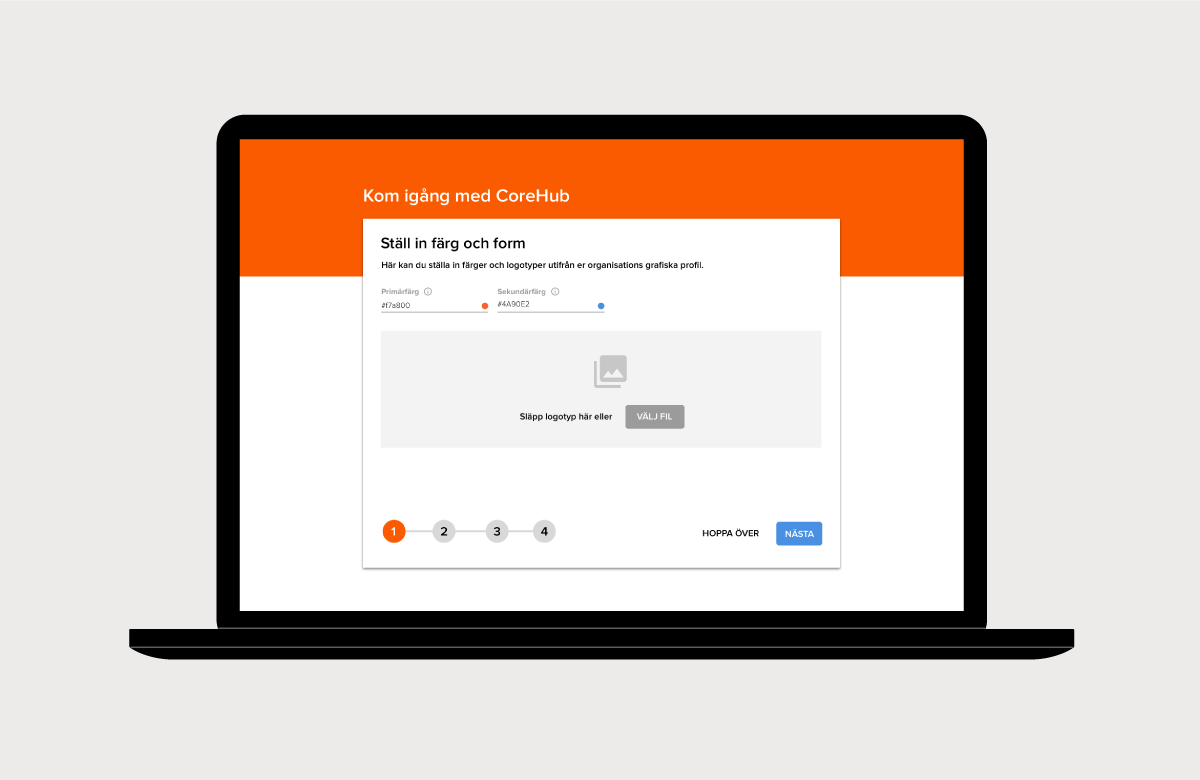 Kom igång med CoreHub
Ställ in färg och form
Här kan du ställa in färger och logotyper utifrån er organisations grafiska profil.
Primärfärg Sekundärfärg
#f7a800 #4A90E2
Släpp logotyp här eller VÄLJ FIL
1 2 3 4 HOPPA ÖVER NÄSTA